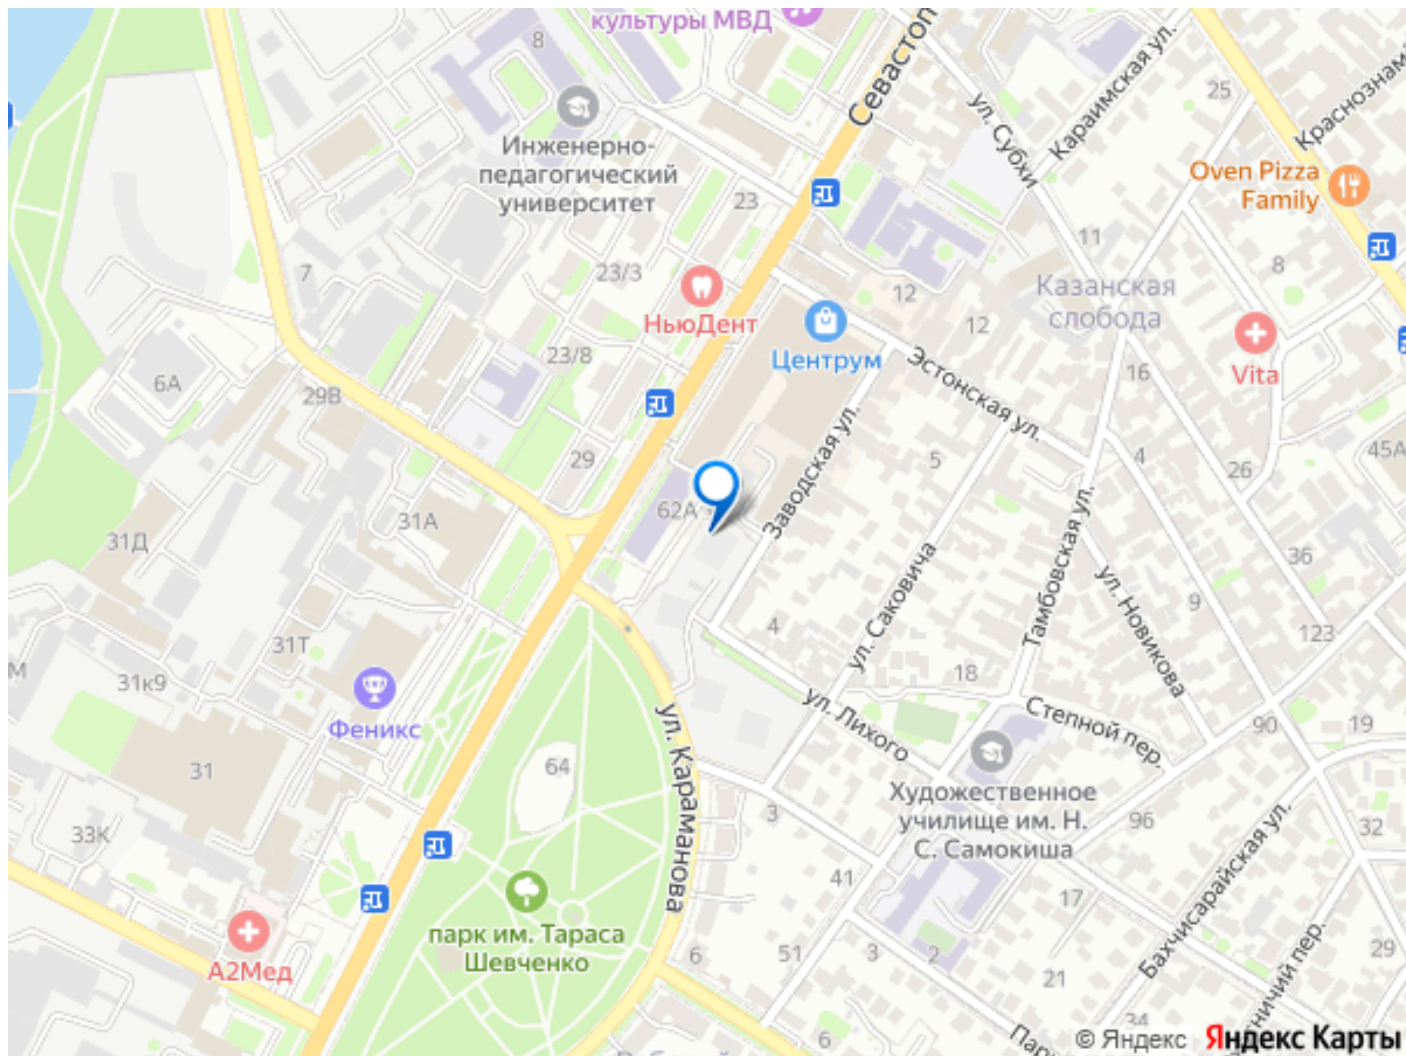 культуры МВД
8
Севастоп
Караимская ул.
25
Краснознам
ул. Субхи
Инженерно-
педагогический
университет
Oven Pizza
Family
23
11
8
7
23/3
12
Казанская
слобода
НьюДент
12
Центрум
Vita
23/8
Эстонская ул.
16
6А
29В
Заводская ул.
4
45А
29
5
26
62А
31А
31Д
Тамбовская ул.
36
ул. Саковича
ул. Новикова
9
4
123
31Т
18
М
31к9
ул. Лихого
Степной пер.
90
19
Феникс
ул. Караманова
64
31
Художественное
училище им. Н.
С. Самокиша
3
96
32
33К
Бахчисарайская ул.
41
17
парк им. Тараса
Шевченко
А2Мед
6
51
3
2
21
29
34
6
© Яндекс
Яндекс Карты